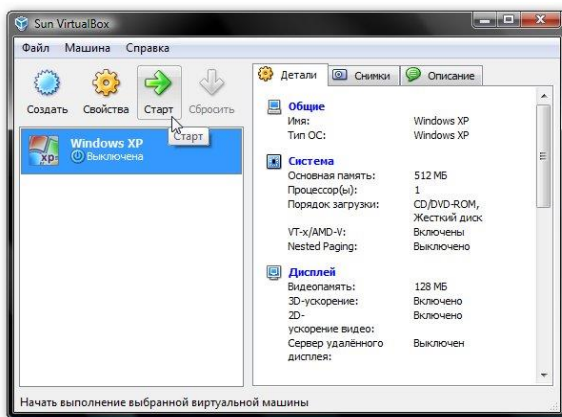 Sun VirtualBox
Файл Машина Справка
Создать Свойства Старт Сбросить
Старт
Windows XP
Выключена
xp
Детали Снимки Описание
Общие
Имя: Windows XP
Тип ОС: Windows XP
Система
Основная память: 512 МБ
Процессор(ы): 1
Порядок загрузки: CD/DVD-ROM,
Жесткий диск
VT-x/AMD-V: Включены
Nested Paging: Выключено
Дисплей
Видеопамять: 128 МБ
3D-ускорение: Включено
2D- Включено
ускорение видео:
Сервер удалённого Выключен
дисплея:
Начать выполнение выбранной виртуальной машины